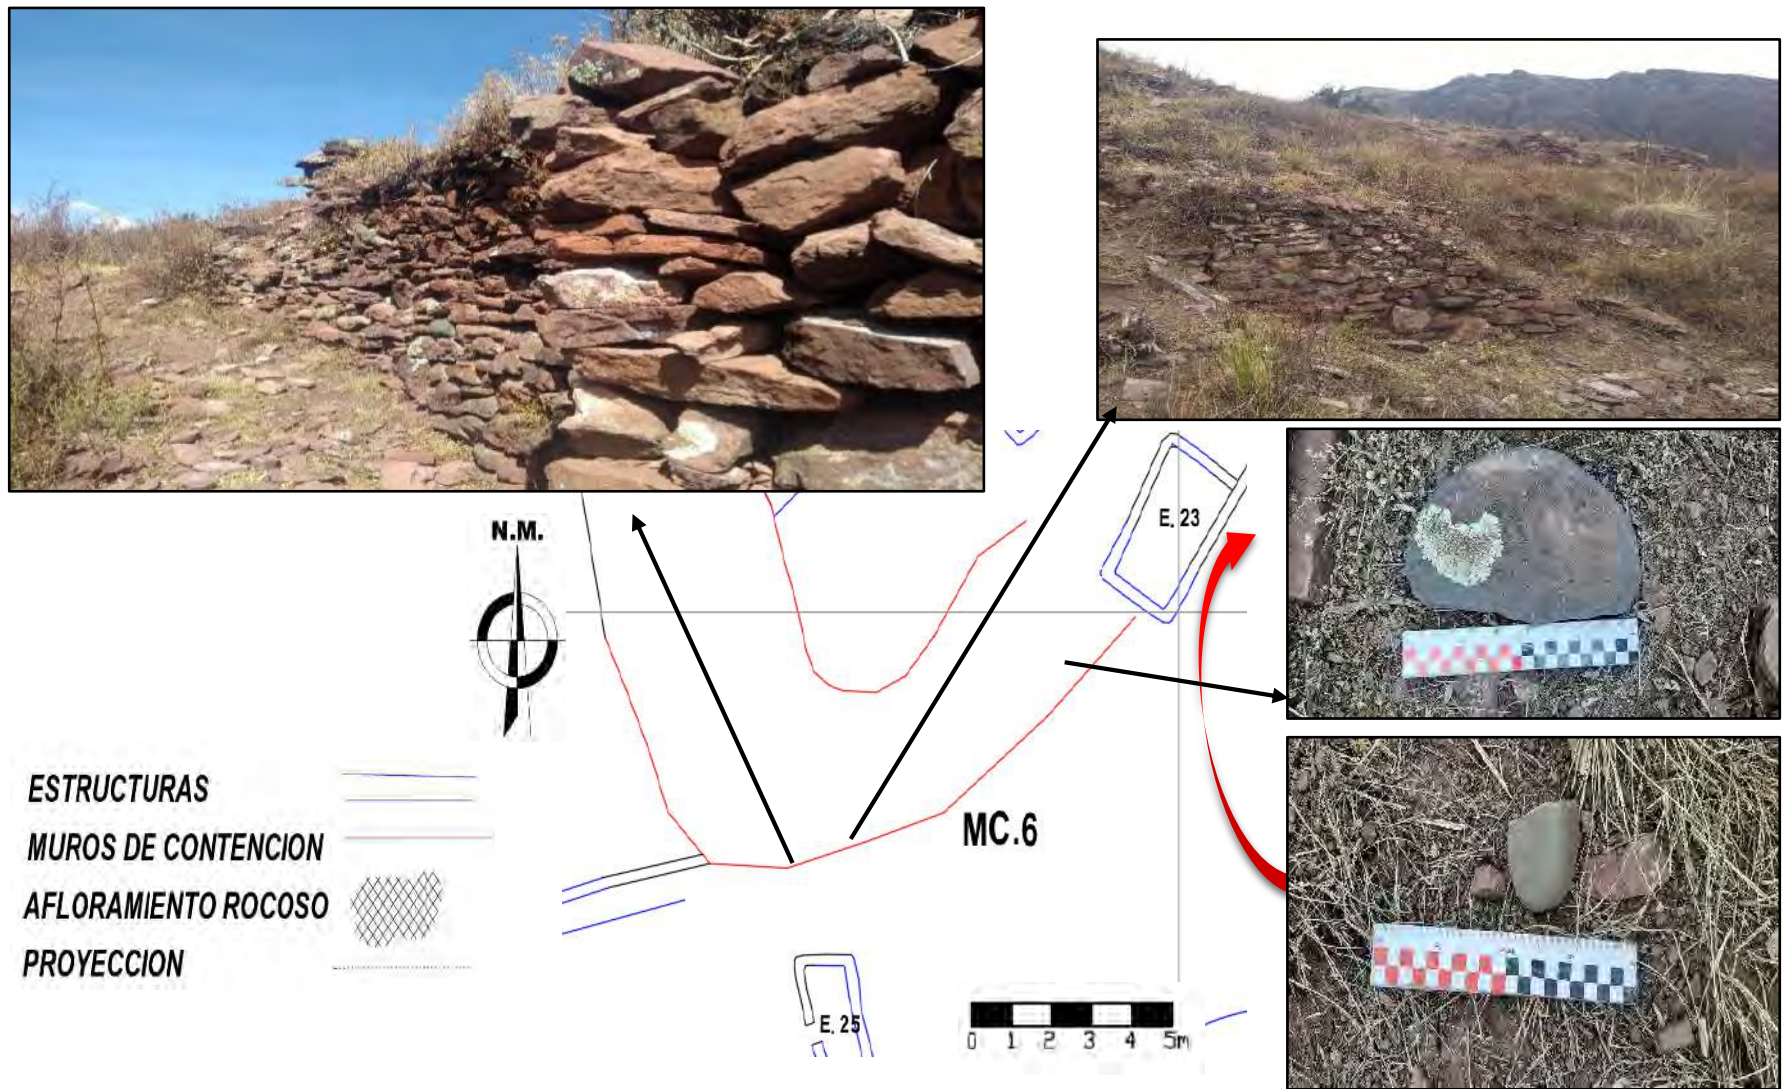 N.M.
E. 23
ESTRUCTURAS
MUROS DE CONTENCION
AFLORAMIENTO ROCOSO
PROYECCION
MC.6
E. 25
0 1 2 3 4 5m